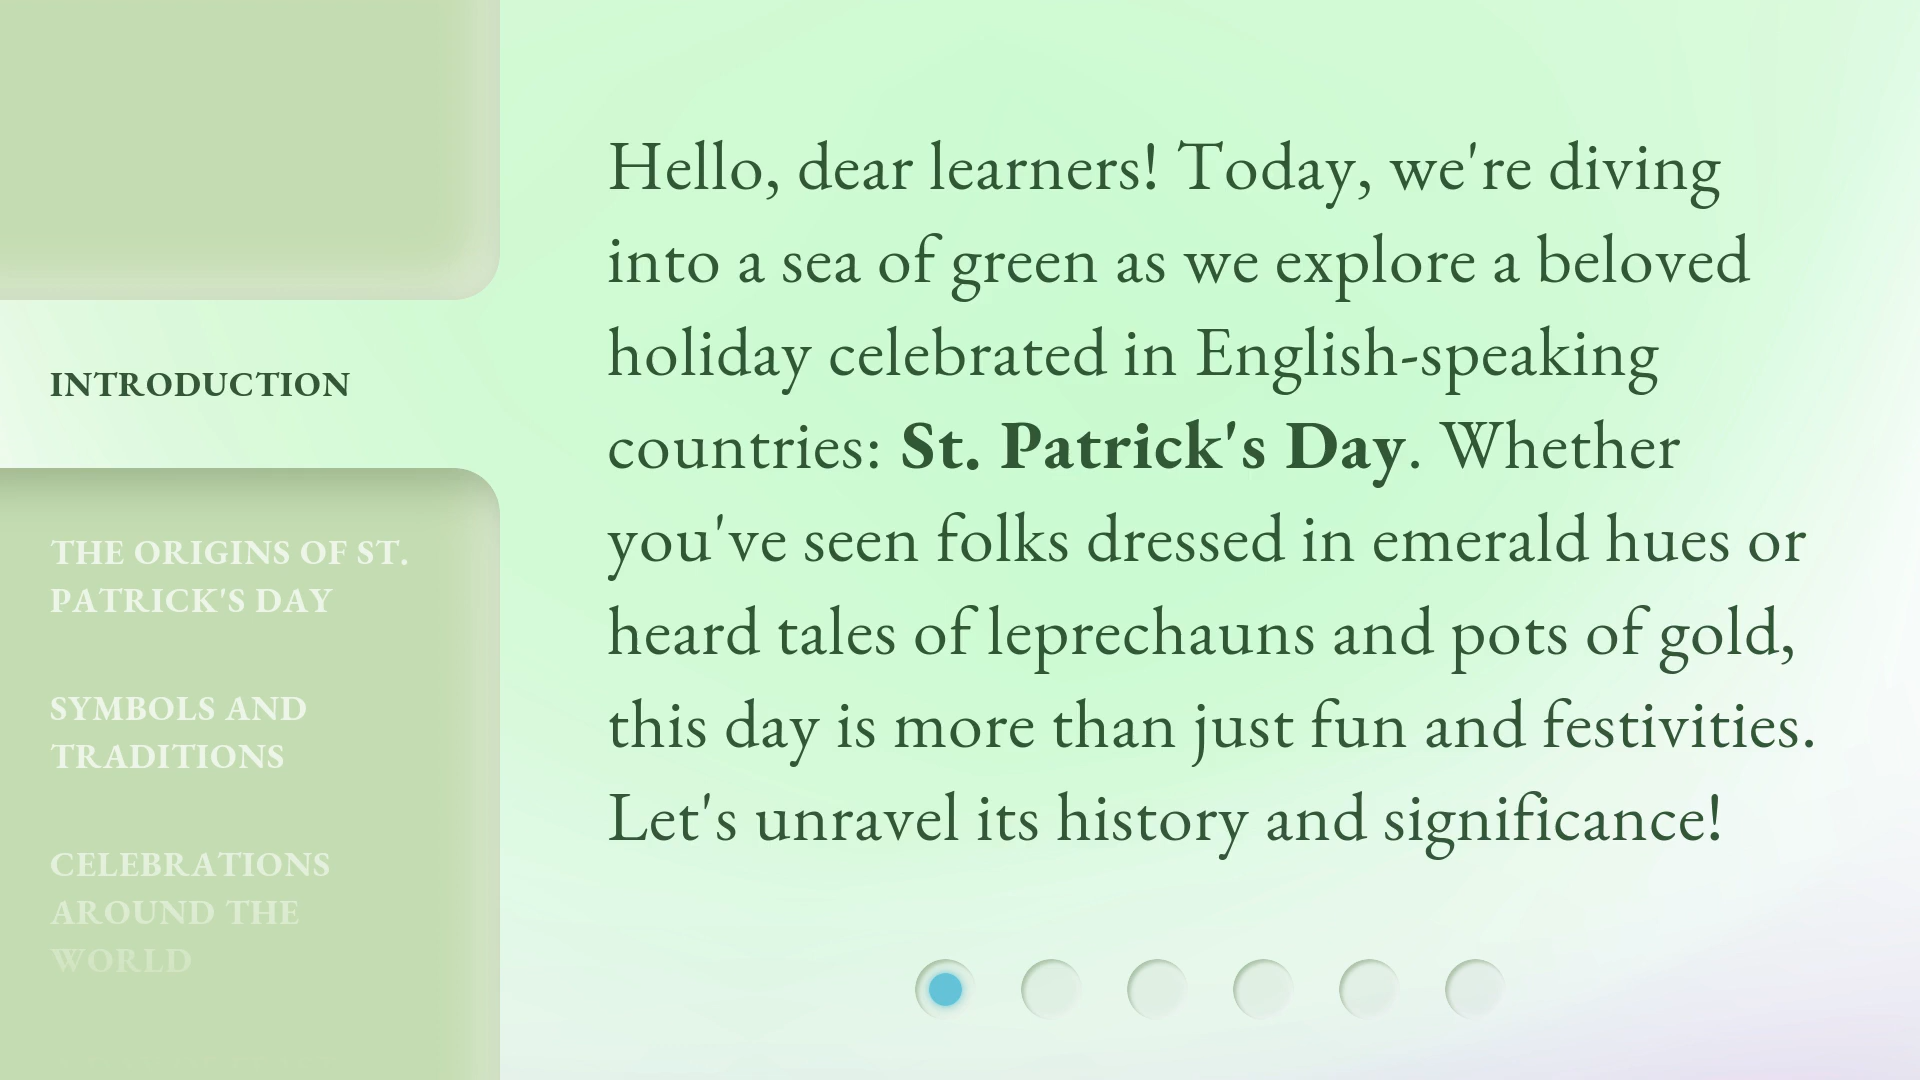 INTRODUCTION
THE ORIGINS OF ST.
PATRICK'S DAY
SYMBOLS AND
TRADITIONS
CELEBRATIONS
AROUND THE
WORLD
Hello, dear learners! Today, we're diving
into a sea of green as we explore a beloved
holiday celebrated in English-speaking
countries: St. Patrick's Day. Whether
you've seen folks dressed in emerald hues or
heard tales of leprechauns and pots of gold,
this day is more than just fun and festivities.
Let's unravel its history and significance!